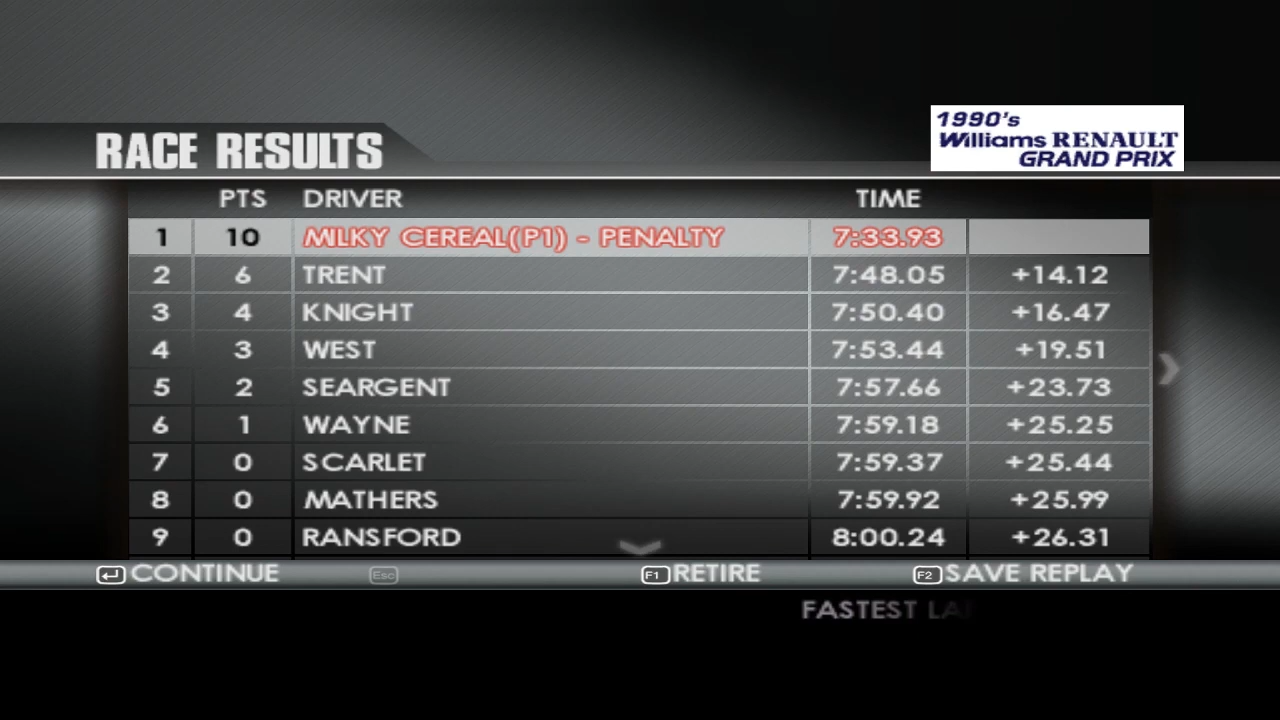 1990's
Williams RENAULT
GRAND PRIX
RACE RESULTS
PTS DRIVER TIME
1 10 MILKY CEREAL(P1) - PENALTY 7:33.93
2 6 TRENT 7:48.05 +14.12
3 4 KNIGHT 7:50.40 +16.47
4 3 WEST 7:53.44 +19.51
5 2 SEARGENT 7:57.66 +23.73
6 1 WAYNE 7:59.18 +25.25
7 0 SCARLET 7:59.37 +25.44
8 0 MATHERS 7:59.92 +25.99
9 0 RANSFORD 8:00.24 +26.31
CONTINUE Esc F1 RETIRE F2 SAVE REPLAY
FASTEST LA